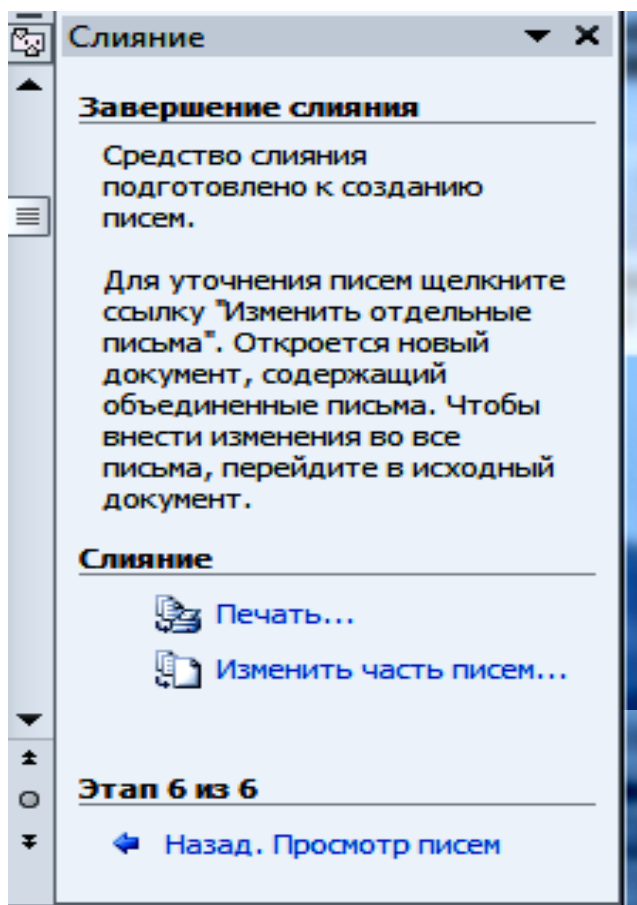 Слияние
Завершение слияния
Средство слияния
подготовлено к созданию
писем.
Для уточнения писем щелкните
ссылку "Изменить отдельные
письма". Откроется новый
документ, содержащий
объединенные письма. Чтобы
внести изменения во все
письма, перейдите в исходный
документ.
Слияние
Печать...
Изменить часть писем...
Этап 6 из 6
Назад. Просмотр писем